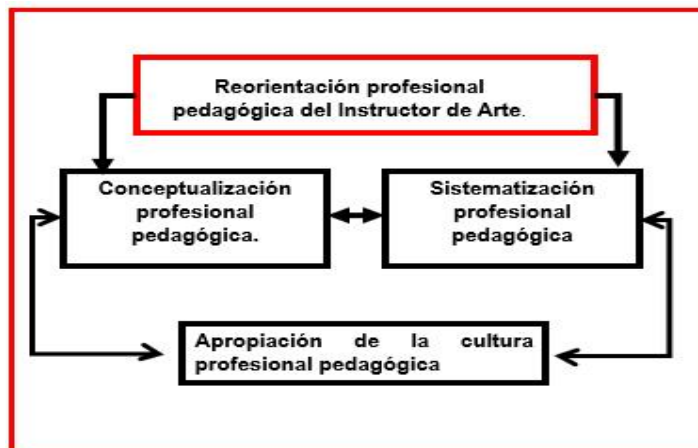 Reorientación profesional
pedagógica del Instructor de Arte.
Conceptualización
profesional
pedagógica.
Sistematización
profesional
pedagógica
Apropiación de la cultura
profesional pedagógica